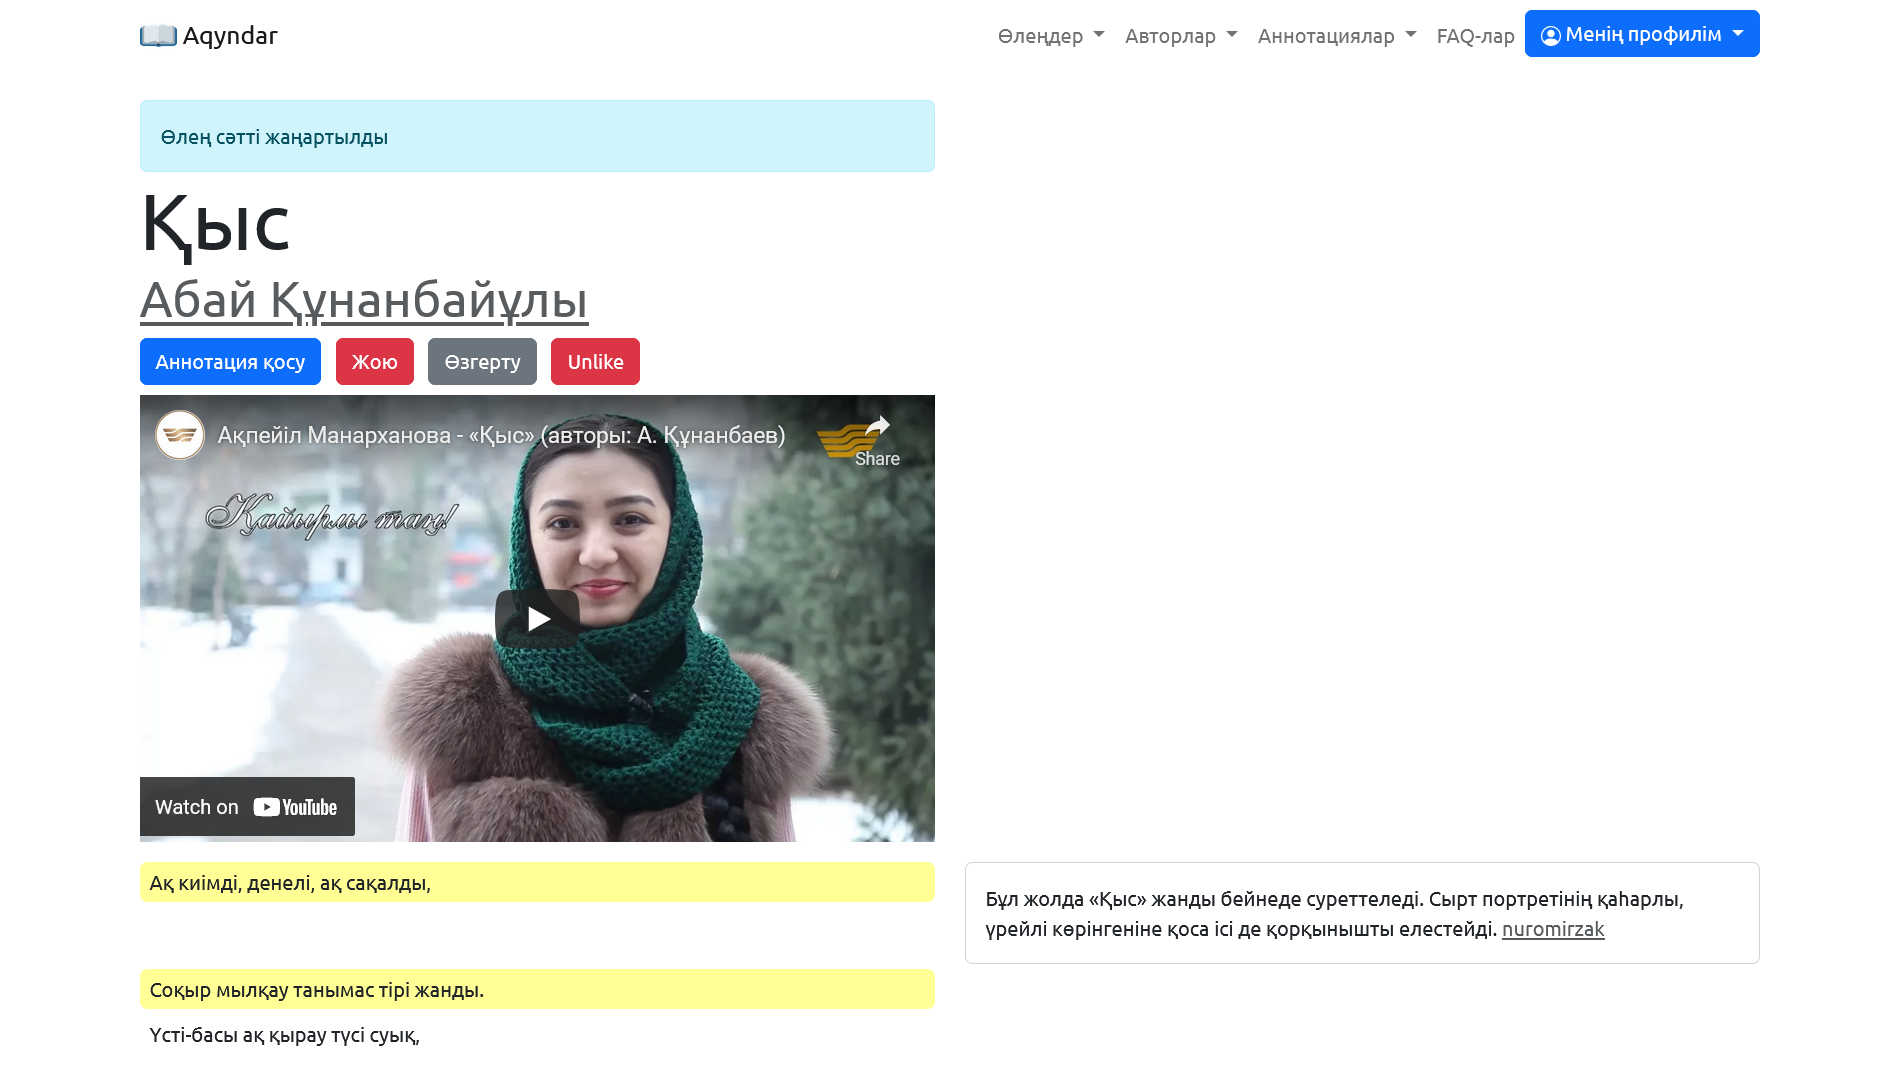 Aqyndar
Өлеңдер
Авторлар
Аннотациялар
FAQ-лар
Менің профилім
Өлең сәтті жаңартылды
Қыс
Абай Құнанбайұлы
Аннотация қосу
Жою
Өзгерту
Unlike
Ақпейіл Манарханова - «Қыс» (авторы: А. Құнанбаев)
Share
Қайырлы таң!
Watch on YouTube
Ақ киімді, денелі, ақ сақалды,
Бұл жолда «Қыс» жанды бейнеде суреттеледі. Сырт портретінің қаһарлы,
үрейлі көрінгеніне қоса ісі де қорқынышты елестейді. nuromirzak
Соқыр мылқау танымас тірі жанды.
Үсті-басы ақ қырау түсі суық,